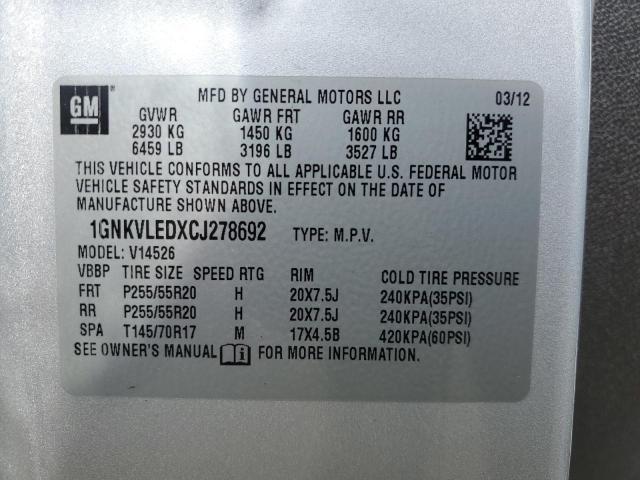 GM
MFD BY GENERAL MOTORS LLC 03/12
GVWR GAWR FRT GAWR RR
2930 KG 1450 KG 1600 KG
6459 LB 3196 LB 3527 LB
THIS VEHICLE CONFORMS TO ALL APPLICABLE U.S. FEDERAL MOTOR
VEHICLE SAFETY STANDARDS IN EFFECT ON THE DATE OF
MANUFACTURE SHOWN ABOVE.
1GNKVLEDXCJ278692 TYPE: M.P.V.
MODEL: V14526
VBBP TIRE SIZE SPEED RTG RIM COLD TIRE PRESSURE
FRT P255/55R20 H 20X7.5J 240KPA(35PSI)
RR P255/55R20 H 20X7.5J 240KPA(35PSI)
SPA T145/70R17 M 17X4.5B 420KPA(60PSI)
SEE OWNER'S MANUAL i FOR MORE INFORMATION.